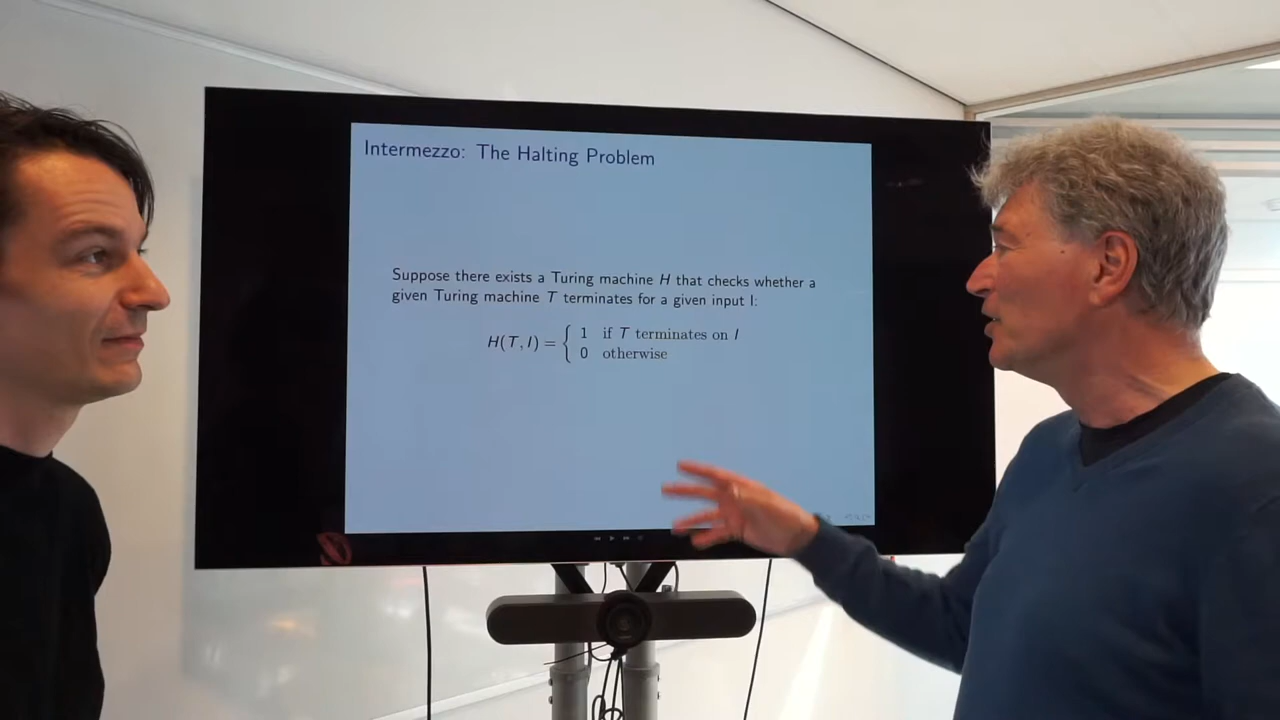 Intermezzo: The Halting Problem
Suppose there exists a Turing machine H that checks whether a
given Turing machine T terminates for a given input I:
H(T, I) = { 1 if T terminates on I
0 otherwise